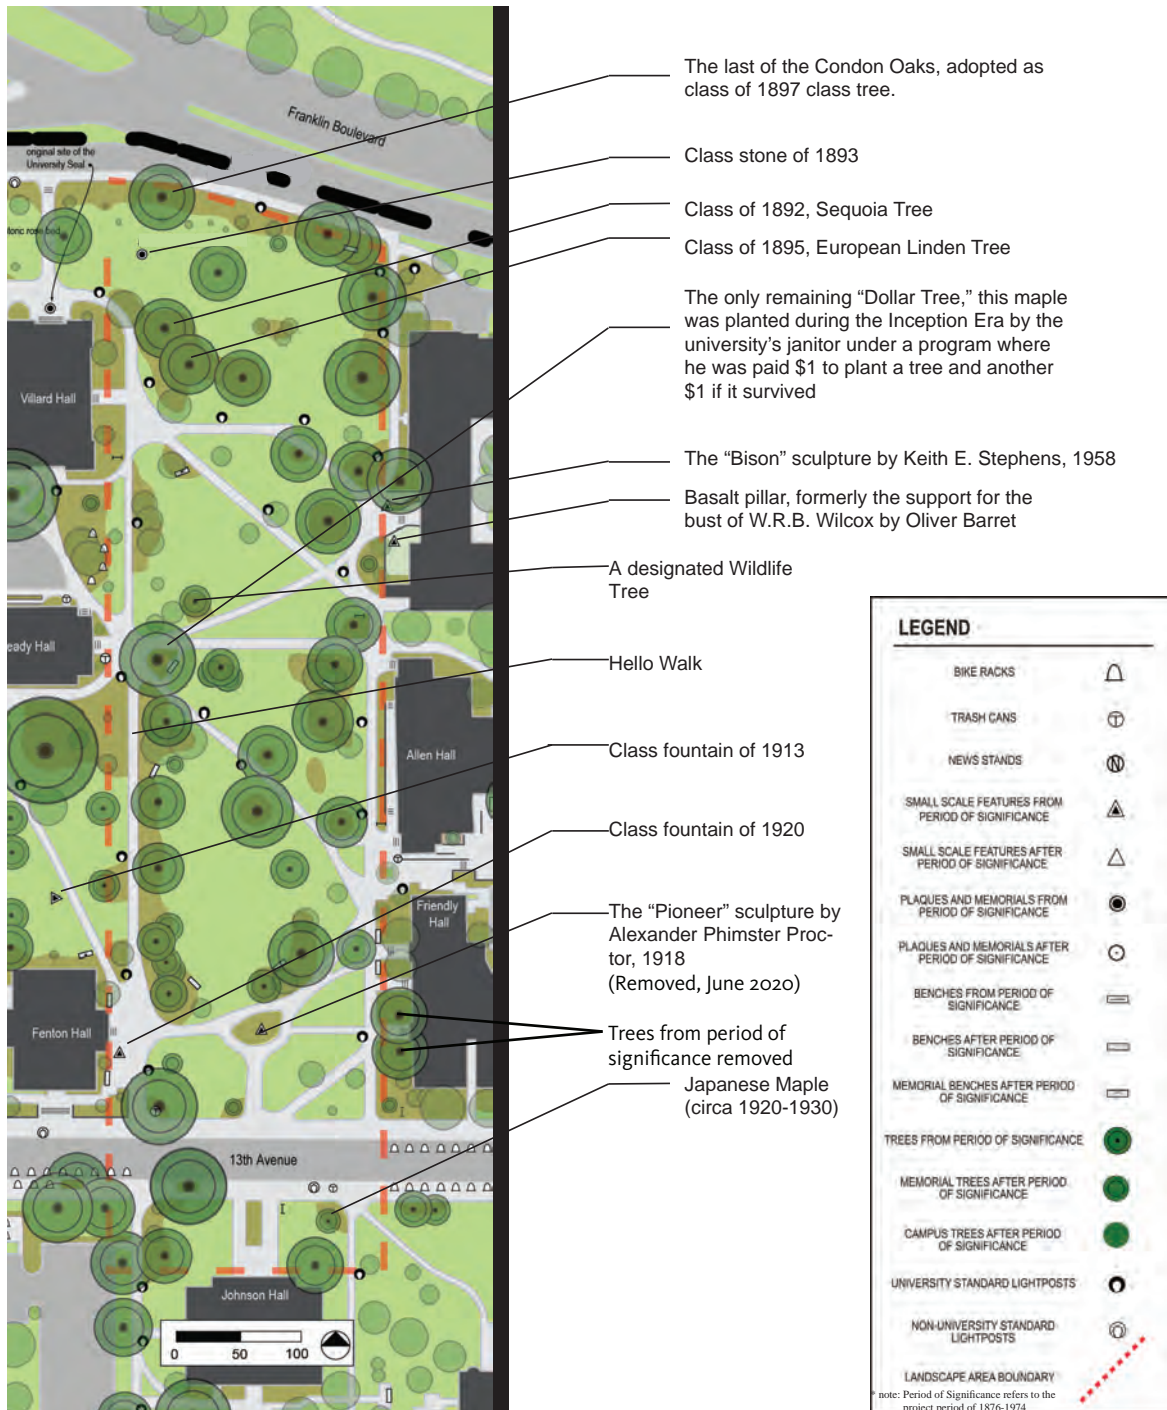 The last of the Condon Oaks, adopted as
class of 1897 class tree.
Class stone of 1893
Class of 1892, Sequoia Tree
Class of 1895, European Linden Tree
The only remaining “Dollar Tree,” this maple
was planted during the Inception Era by the
university’s janitor under a program where
he was paid $1 to plant a tree and another
$1 if it survived
The “Bison” sculpture by Keith E. Stephens, 1958
Basalt pillar, formerly the support for the
bust of W.R.B. Wilcox by Oliver Barret
A designated Wildlife
Tree
Hello Walk
Class fountain of 1913
Class fountain of 1920
The “Pioneer” sculpture by
Alexander Phimster Proc-
tor, 1918
(Removed, June 2020)
Trees from period of
significance removed
Japanese Maple
(circa 1920-1930)
Franklin Boulevard
original site of the
University Seal
toric rose bed
Villard Hall
eady Hall
Allen Hall
Friendly
Hall
Fenton Hall
13th Avenue
Johnson Hall
0 50 100
LEGEND
BIKE RACKS
TRASH CANS
NEWS STANDS
N
SMALL SCALE FEATURES FROM
PERIOD OF SIGNIFICANCE
SMALL SCALE FEATURES AFTER
PERIOD OF SIGNIFICANCE
PLAQUES AND MEMORIALS FROM
PERIOD OF SIGNIFICANCE
PLAQUES AND MEMORIALS AFTER
PERIOD OF SIGNIFICANCE
BENCHES FROM PERIOD OF
SIGNIFICANCE
BENCHES AFTER PERIOD OF
SIGNIFICANCE
MEMORIAL BENCHES AFTER PERIOD
OF SIGNIFICANCE
TREES FROM PERIOD OF SIGNIFICANCE
MEMORIAL TREES AFTER PERIOD
OF SIGNIFICANCE
CAMPUS TREES AFTER PERIOD
OF SIGNIFICANCE
UNIVERSITY STANDARD LIGHTPOSTS
NON-UNIVERSITY STANDARD
LIGHTPOSTS
LANDSCAPE AREA BOUNDARY
* note: Period of Significance refers to the
project period of 1876-1974